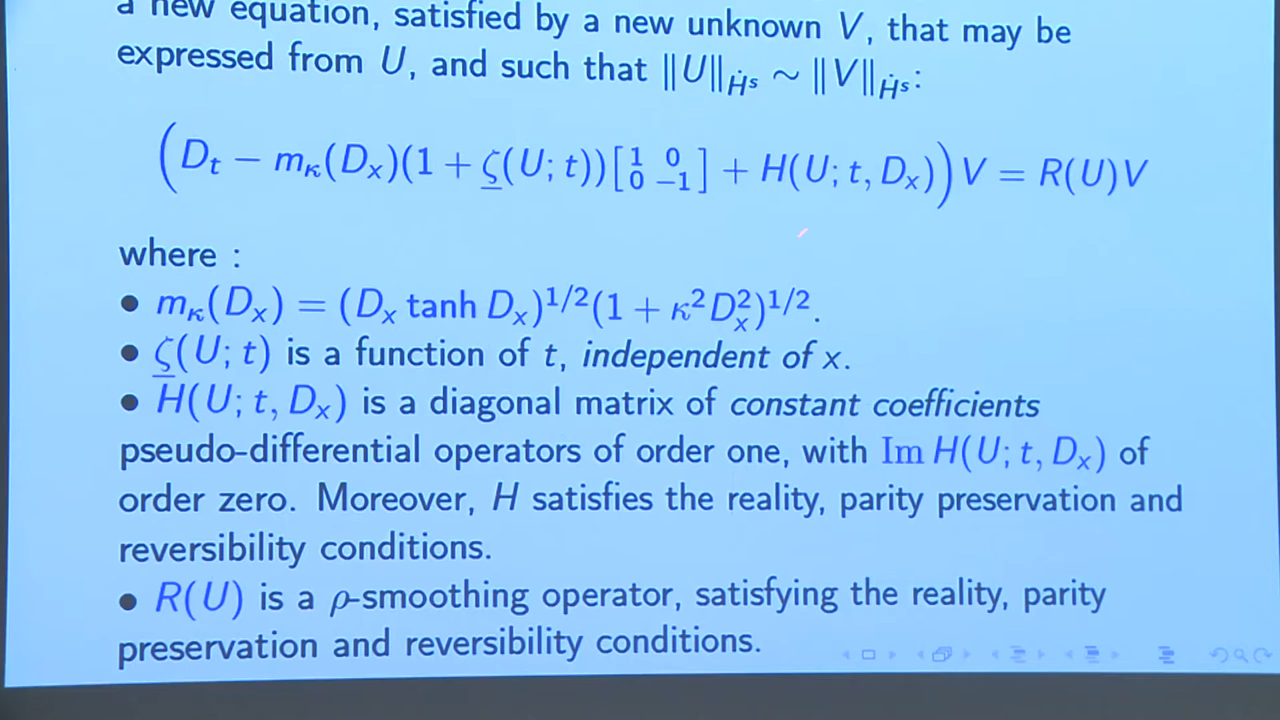 a new equation, satisfied by a new unknown V, that may be
expressed from U, and such that ‖U‖_{Ḣ^s} ∼ ‖V‖_{Ḣ^s}:
(D_t − m_κ(D_x)(1 + ζ̲(U; t))[1 0 0 −1] + H(U; t, D_x))V = R(U)V
where :
• m_κ(D_x) = (D_x tanh D_x)^{1/2}(1 + κ²D_x²)^{1/2}.
• ζ̲(U; t) is a function of t, independent of x.
• H(U; t, D_x) is a diagonal matrix of constant coefficients
pseudo-differential operators of order one, with Im H(U; t, D_x) of
order zero. Moreover, H satisfies the reality, parity preservation and
reversibility conditions.
• R(U) is a ρ-smoothing operator, satisfying the reality, parity
preservation and reversibility conditions.